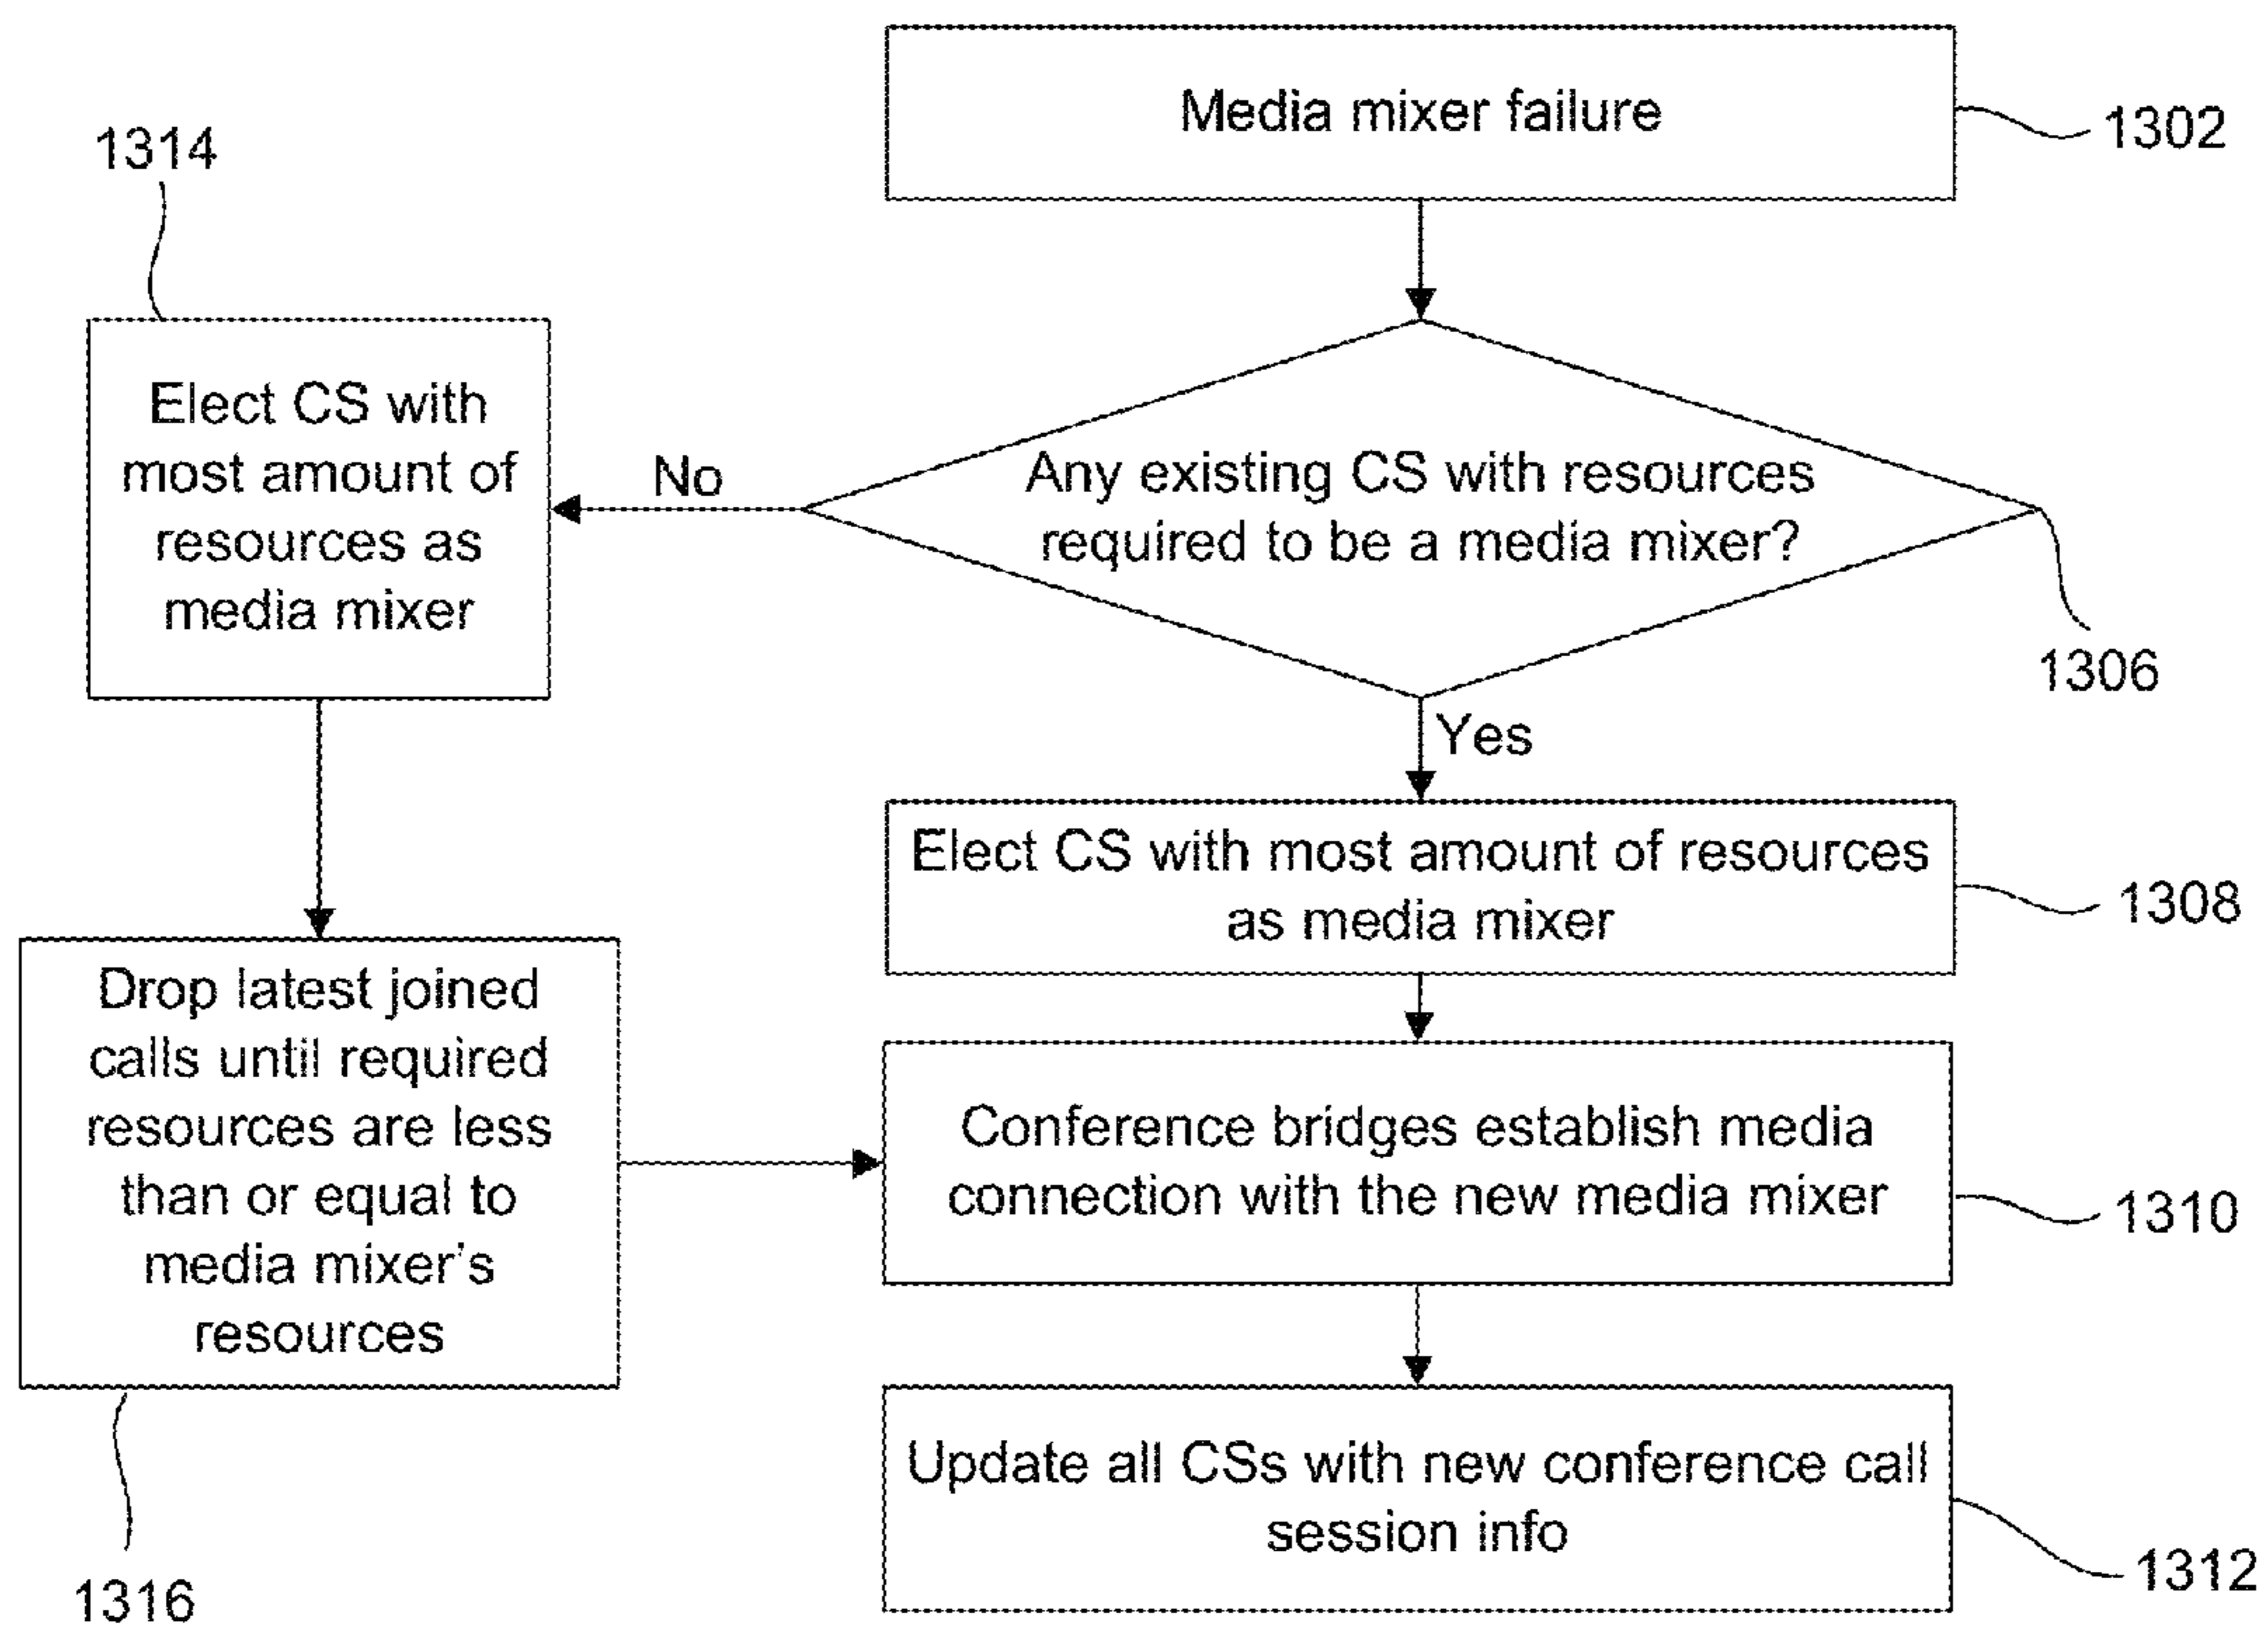 Media mixer failure
1302
1314
Elect CS with
most amount of
resources as
media mixer
No
Any existing CS with resources
required to be a media mixer?
1306
Yes
Elect CS with most amount of resources
as media mixer
1308
Drop latest joined
calls until required
resources are less
than or equal to
media mixer's
resources
1316
Conference bridges establish media
connection with the new media mixer
1310
Update all CSs with new conference call
session info
1312